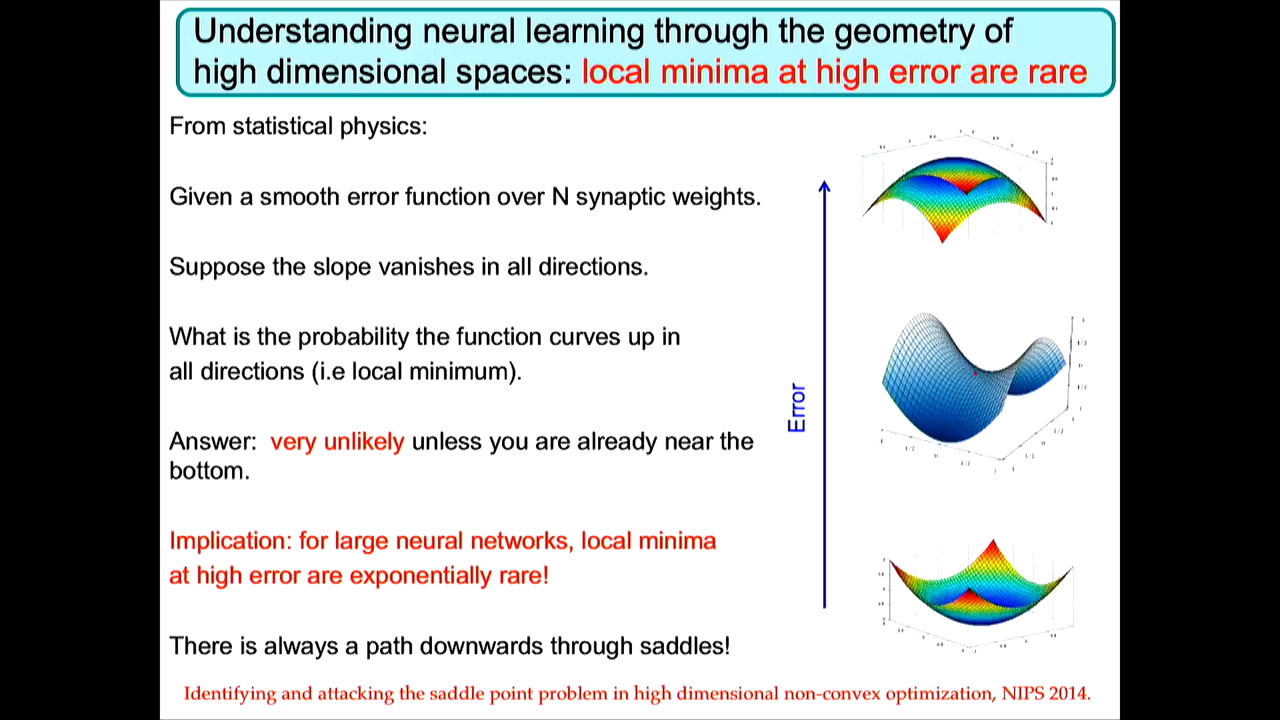 Understanding neural learning through the geometry of
high dimensional spaces: local minima at high error are rare
From statistical physics:
Given a smooth error function over N synaptic weights.
Suppose the slope vanishes in all directions.
What is the probability the function curves up in
all directions (i.e local minimum).
Answer: very unlikely unless you are already near the
bottom.
Implication: for large neural networks, local minima
at high error are exponentially rare!
There is always a path downwards through saddles!
Error
Identifying and attacking the saddle point problem in high dimensional non-convex optimization, NIPS 2014.